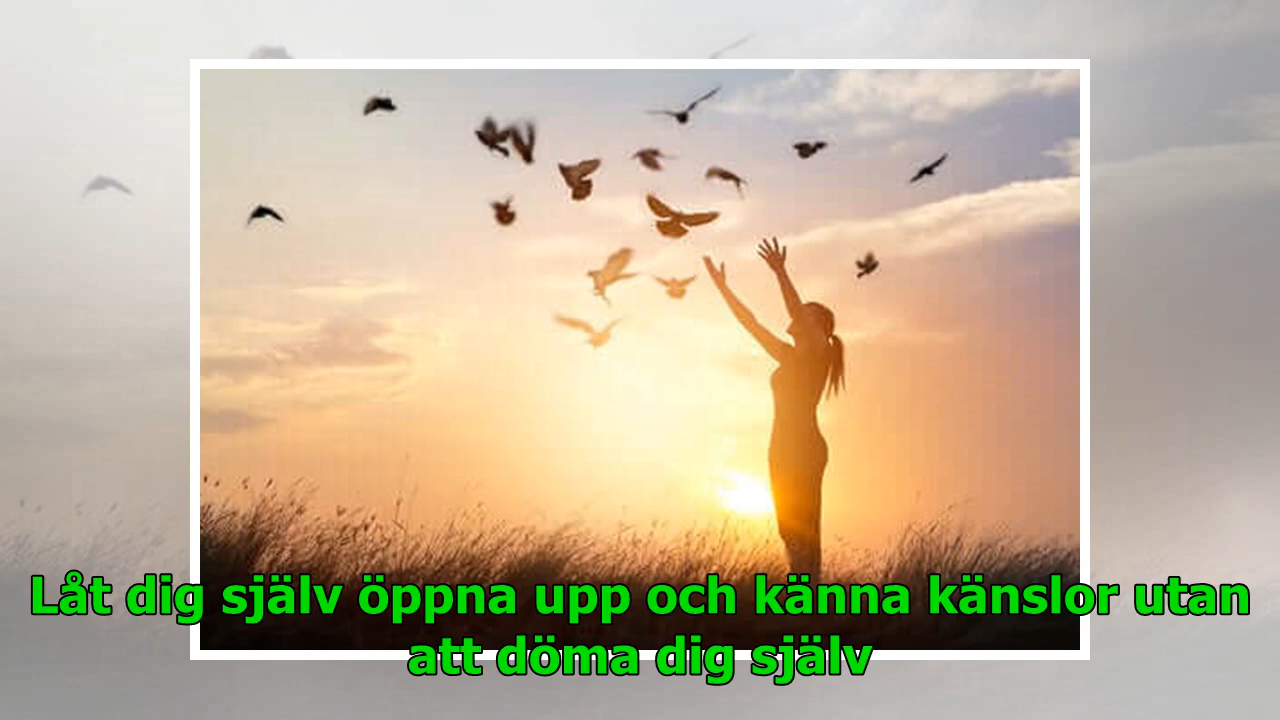 Låt dig själv öppna upp och känna känslor utan
att döma dig själv